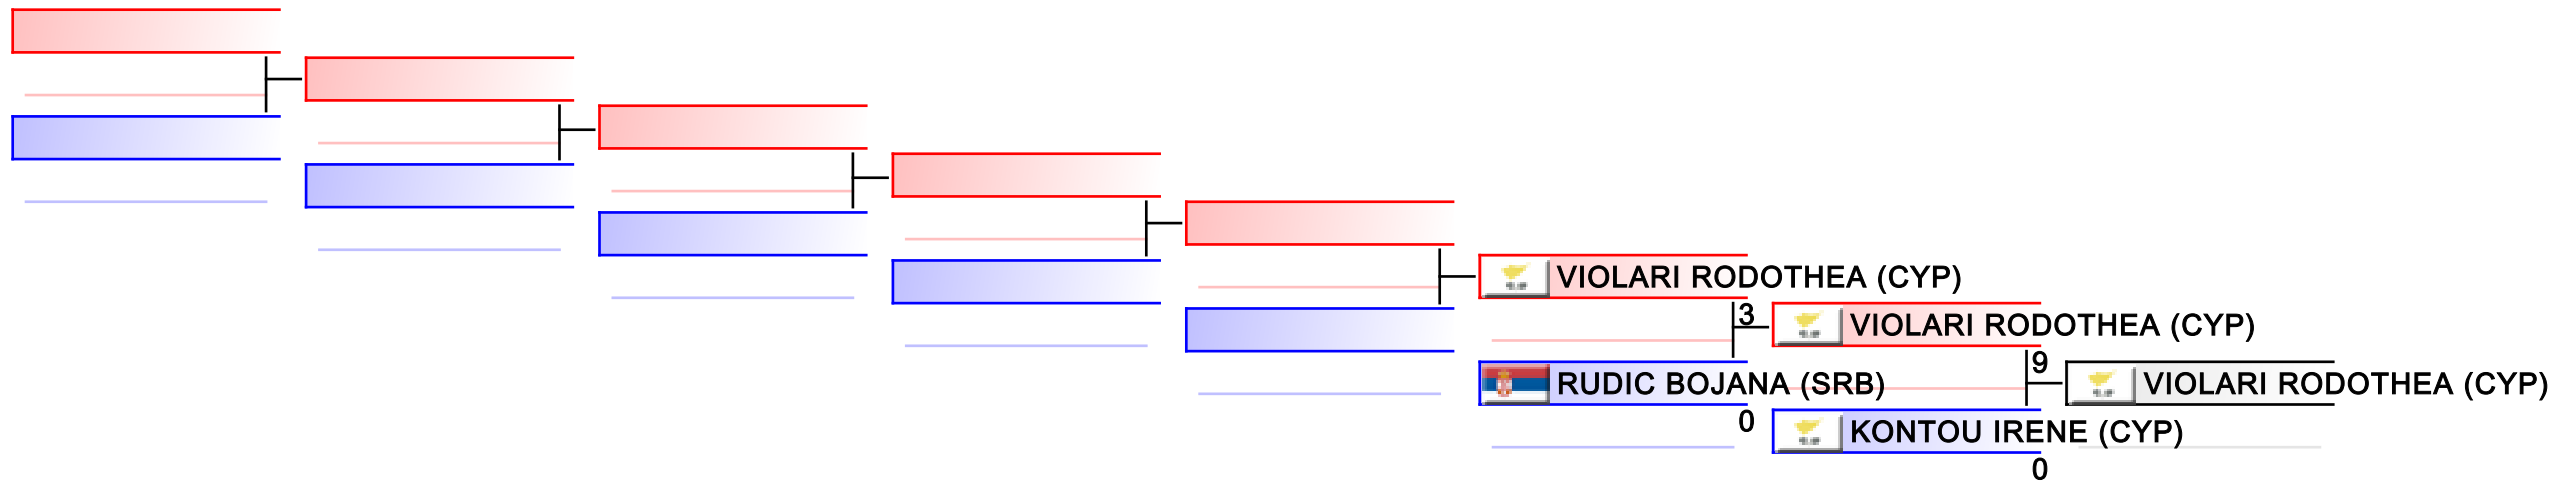 VIOLARI RODOTHEA (CYP)
3
RUDIC BOJANA (SRB)
0
VIOLARI RODOTHEA (CYP)
9
KONTOU IRENE (CYP)
0
VIOLARI RODOTHEA (CYP)